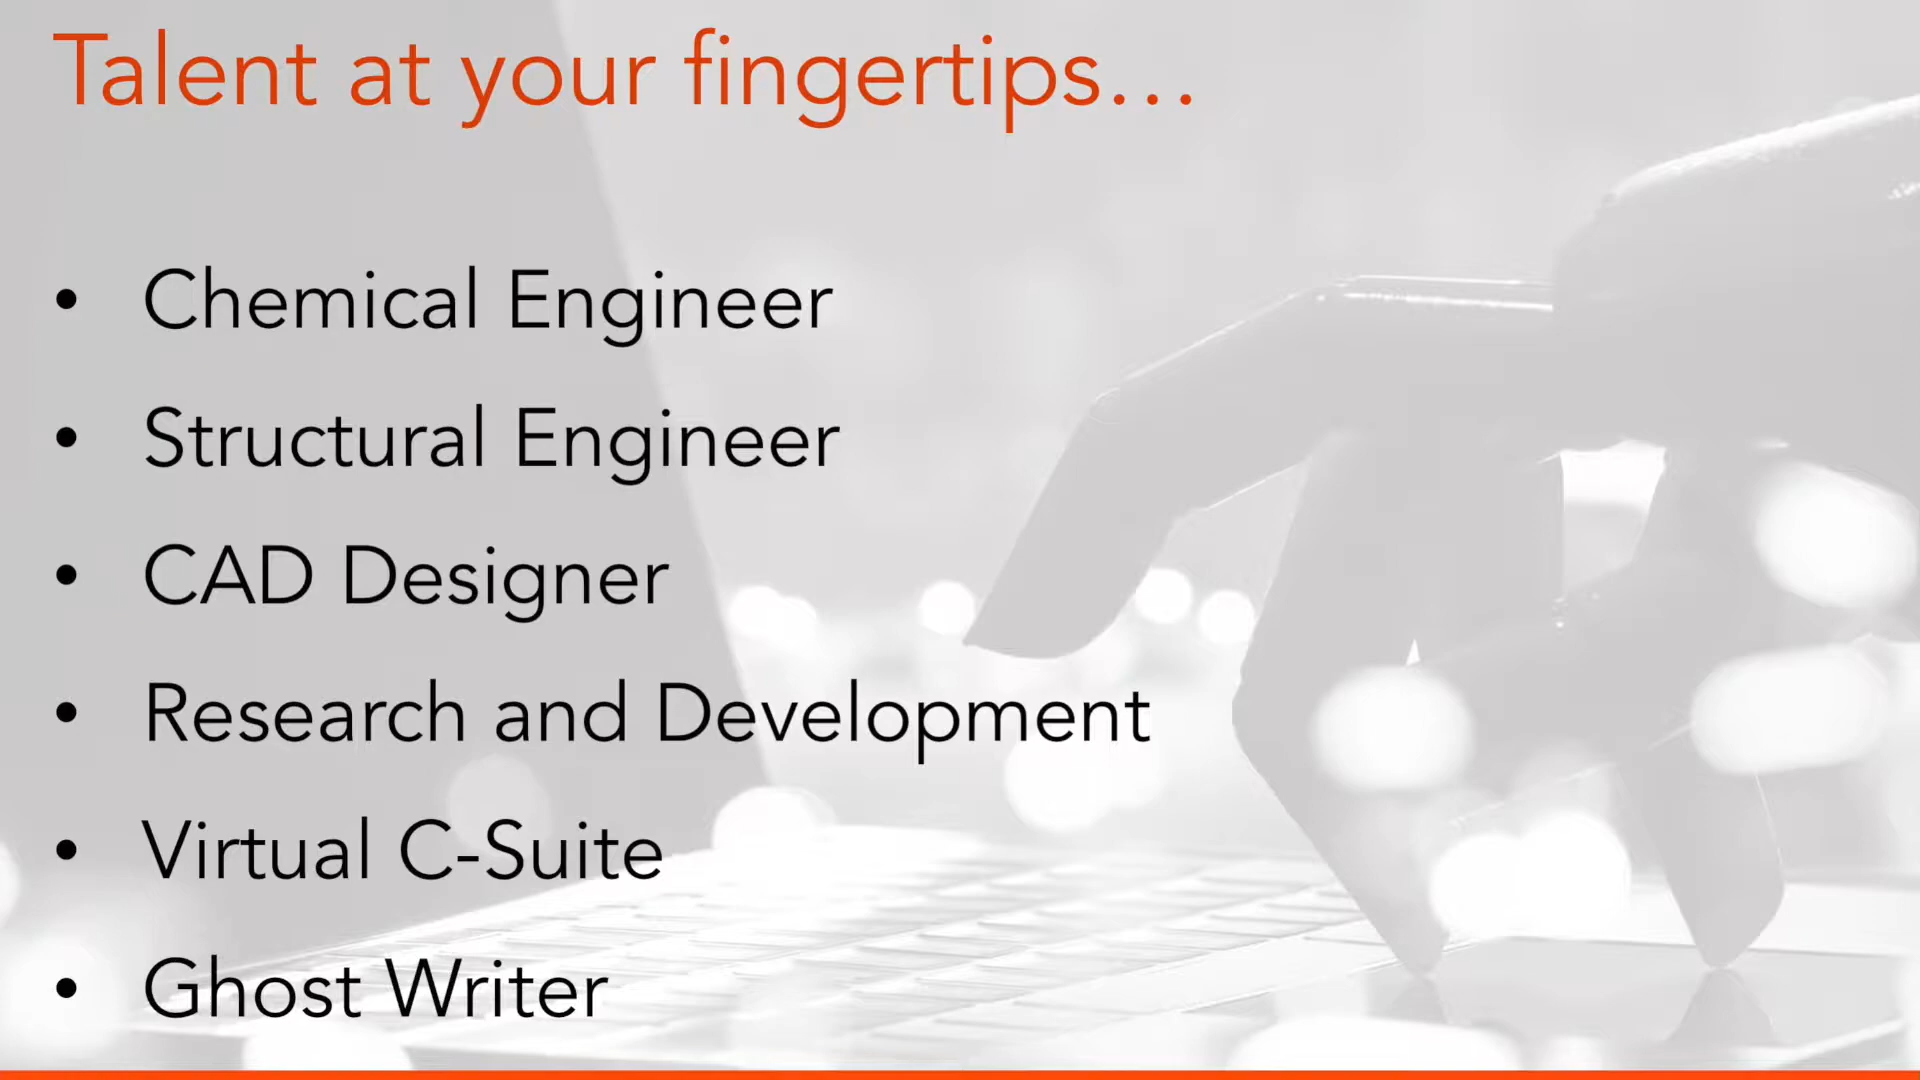 Talent at your fingertips...
• Chemical Engineer
• Structural Engineer
• CAD Designer
• Research and Development
• Virtual C-Suite
• Ghost Writer